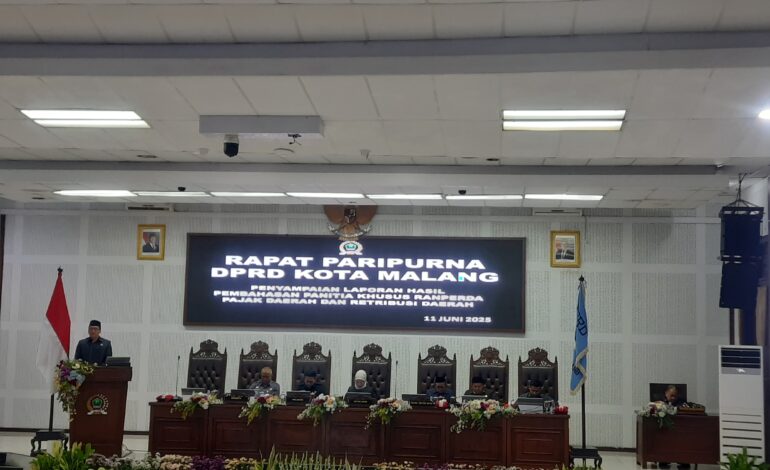 RAPAT PARIPURNA
DPRD KOTA MALANG
PENYAMPAIAN LAPORAN HASIL
PEMBAHASAN PANITIA KHUSUS RANPERDA
PAJAK DAERAH DAN RETRIBUSI DAERAH
11 JUNI 2025